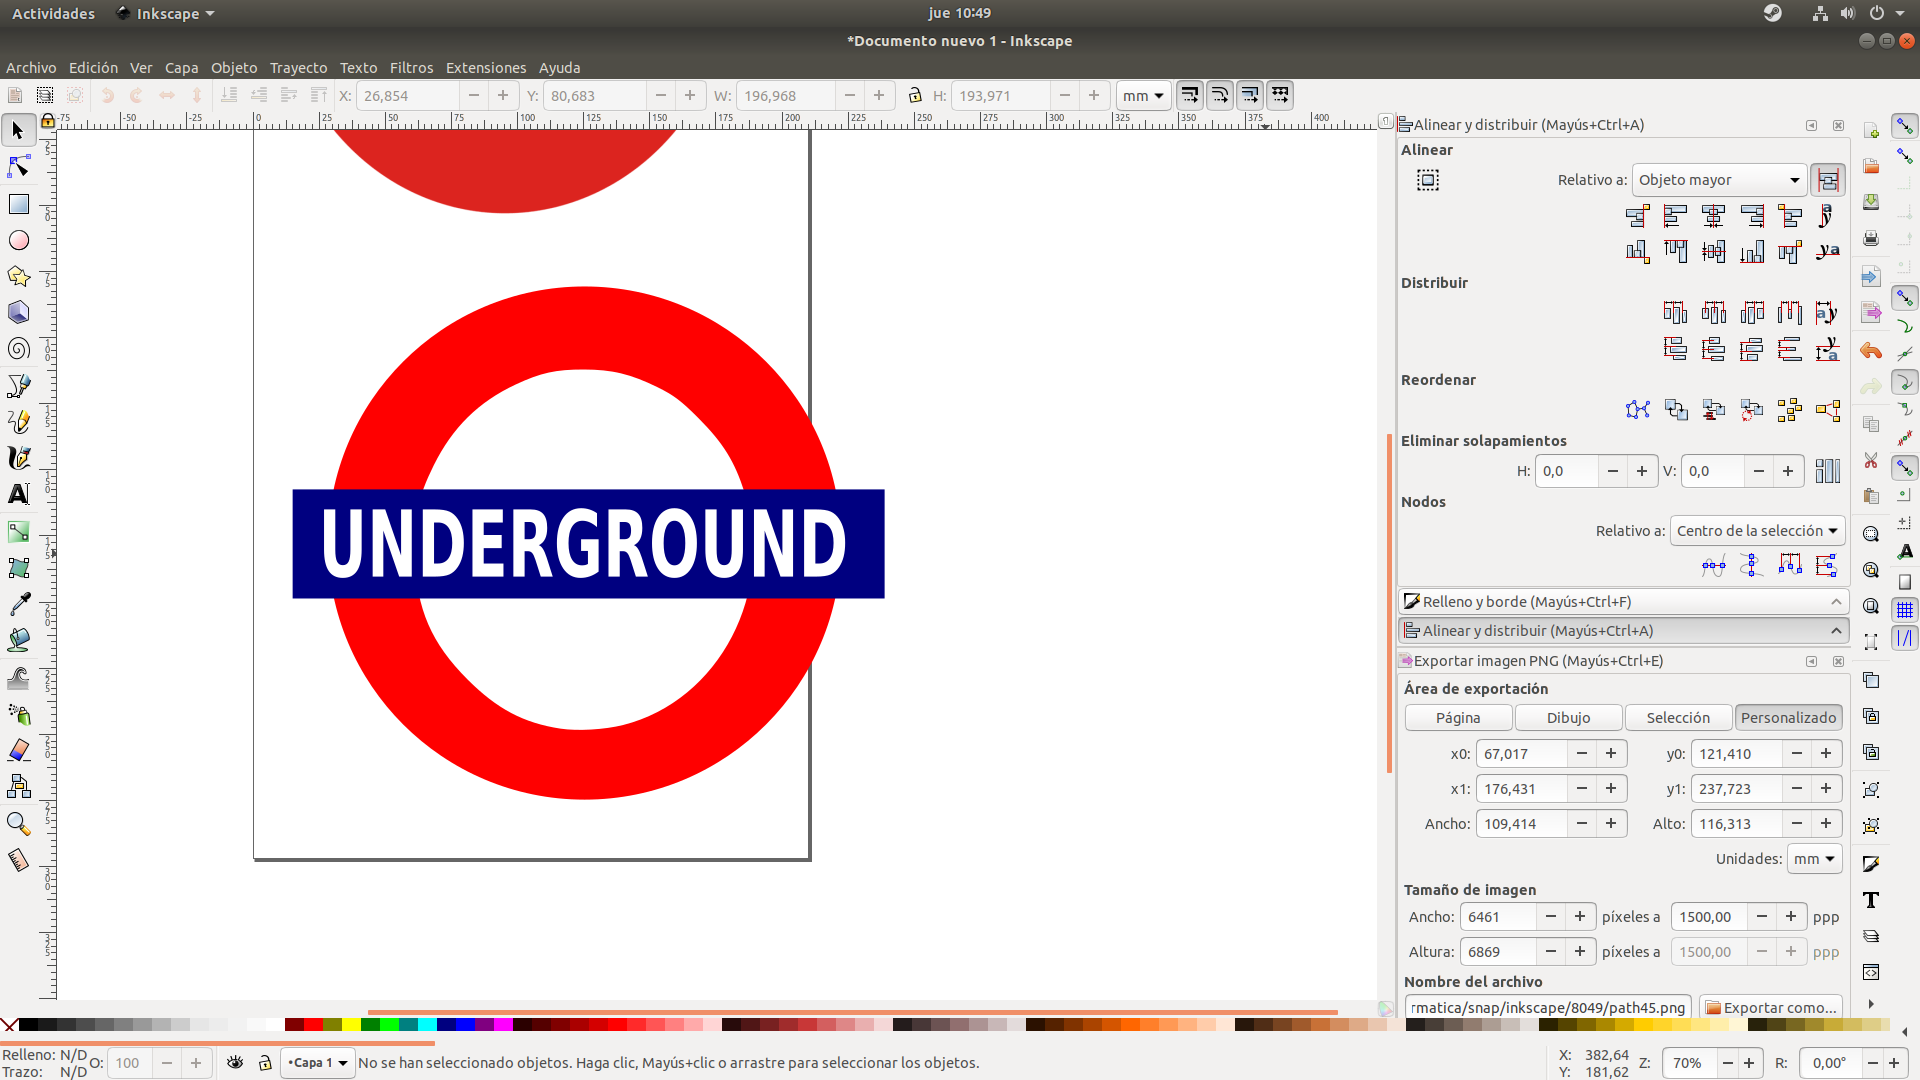 Actividades
Inkscape
jue 10:49
*Documento nuevo 1 - Inkscape
Archivo Edición Ver Capa Objeto Trayecto Texto Filtros Extensiones Ayuda
X: 26,854 Y: 80,683 W: 196,968 H: 193,971 mm
-75 -50 -25 0 25 50 75 100 125 150 175 200 225 250 275 300 325 350 375 400
UNDERGROUND
Alinear y distribuir (Mayús+Ctrl+A)
Alinear
Relativo a: Objeto mayor
Distribuir
Reordenar
Eliminar solapamientos
H: 0,0 V: 0,0
Nodos
Relativo a: Centro de la selección
Relleno y borde (Mayús+Ctrl+F)
Alinear y distribuir (Mayús+Ctrl+A)
Exportar imagen PNG (Mayús+Ctrl+E)
Área de exportación
Página Dibujo Selección Personalizado
x0: 67,017 y0: 121,410
x1: 176,431 y1: 237,723
Ancho: 109,414 Alto: 116,313
Unidades: mm
Tamaño de imagen
Ancho: 6461 píxeles a 1500,00 ppp
Altura: 6869 píxeles a 1500,00 ppp
Nombre del archivo
rmatica/snap/inkscape/8049/path45.png Exportar como...
Relleno: N/D
Trazo: N/D
O: 100
•Capa 1
No se han seleccionado objetos. Haga clic, Mayús+clic o arrastre para seleccionar los objetos.
X: 382,64
Y: 181,62
Z: 70%
R: 0,00°